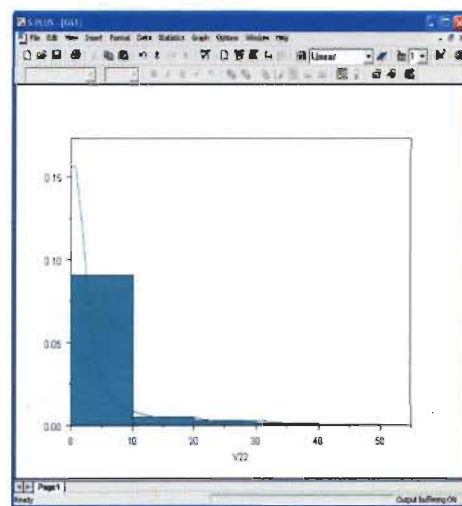 S-PLUS - [GS1]
File Edit View Insert Format Data Statistics Graph Options Window Help
Linear 1
0.15
0.10
0.05
0.00
0 10 20 30 40 50
V22
Page1
Ready Output buffering ON